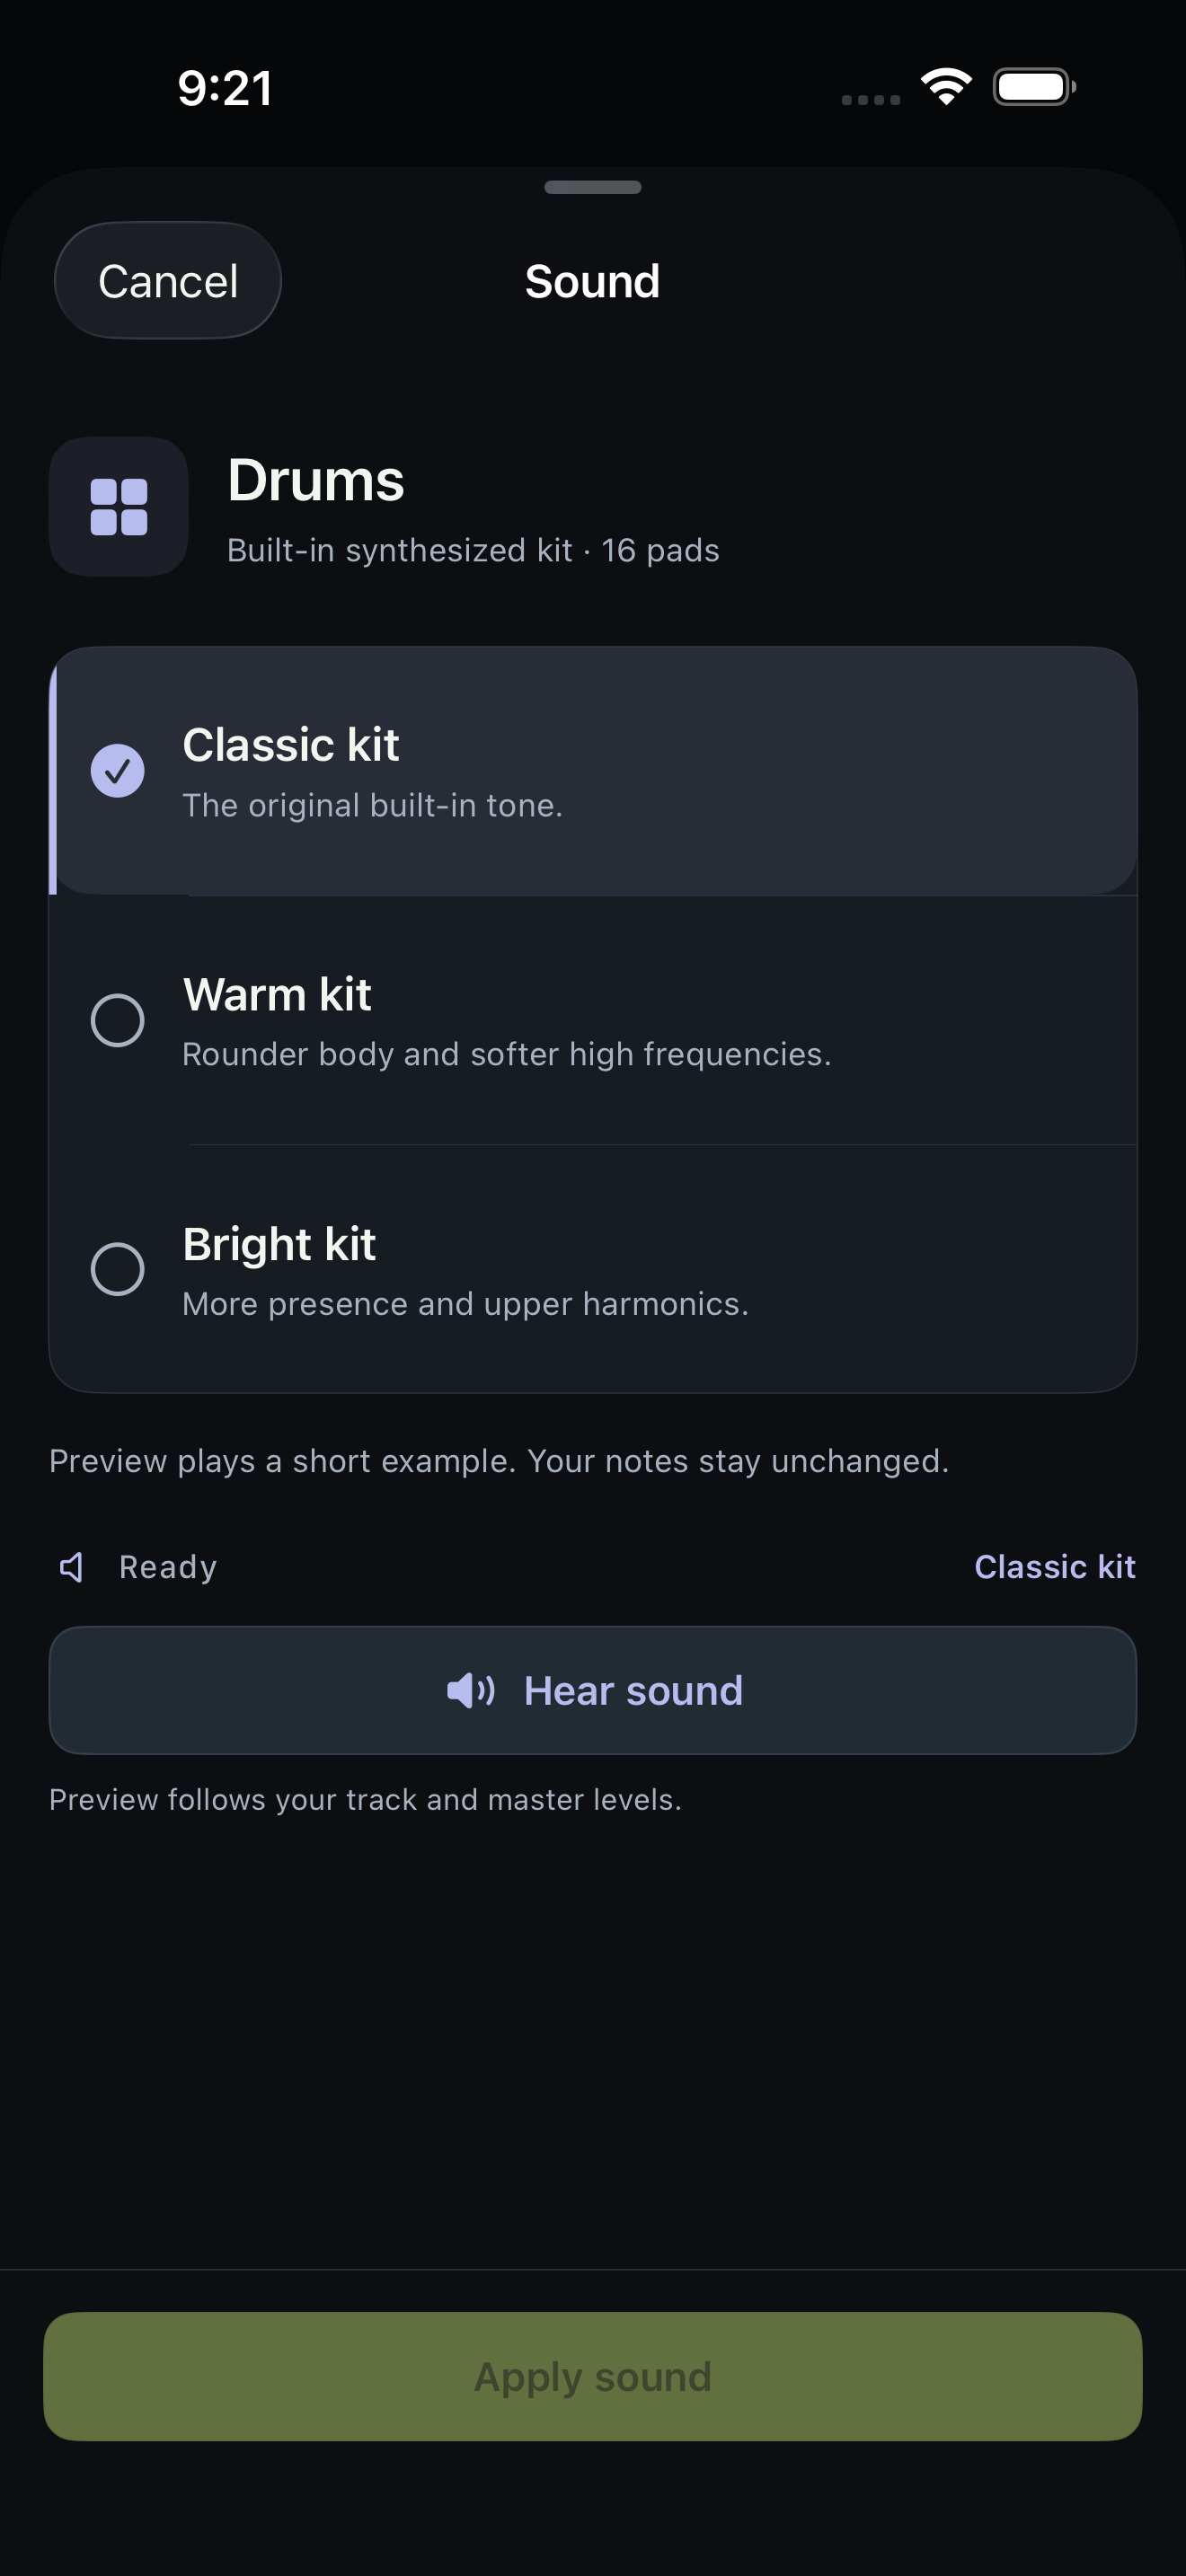 9:21
Cancel
Sound
Drums
Built-in synthesized kit · 16 pads
Classic kit
The original built-in tone.
Warm kit
Rounder body and softer high frequencies.
Bright kit
More presence and upper harmonics.
Preview plays a short example. Your notes stay unchanged.
Ready
Classic kit
Hear sound
Preview follows your track and master levels.
Apply sound